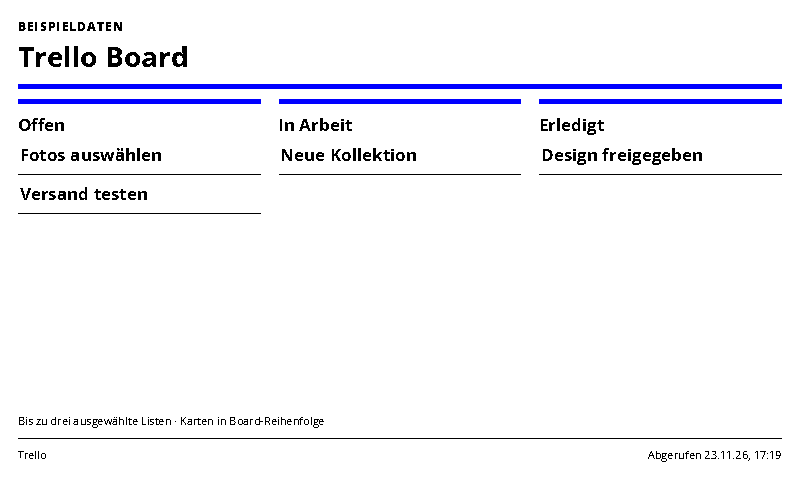 BEISPIELDATEN
Trello Board
Offen
Fotos auswählen
Versand testen
In Arbeit
Neue Kollektion
Erledigt
Design freigegeben
Bis zu drei ausgewählte Listen · Karten in Board-Reihenfolge
Trello
Abgerufen 23.11.26, 17:19